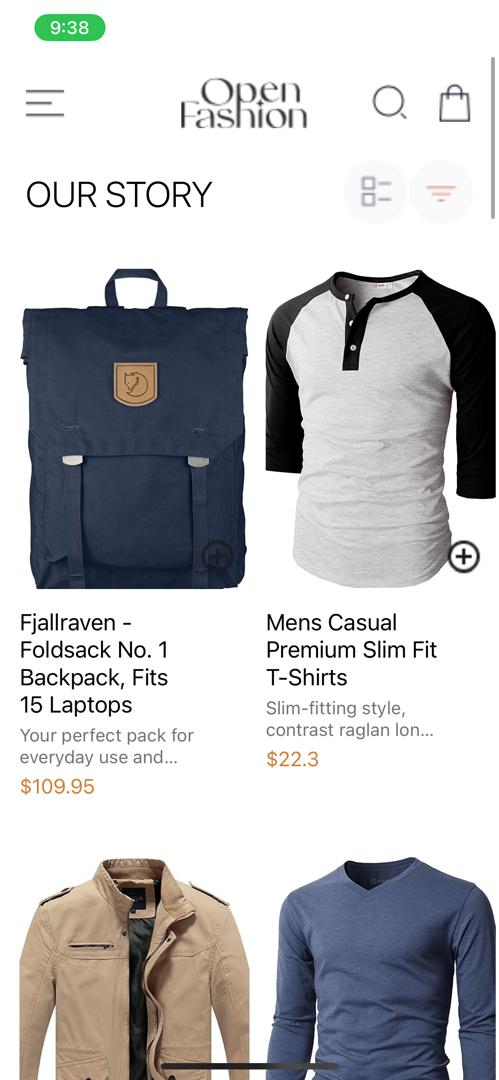 9:38
Open
Fashion
OUR STORY
Fjallraven -
Foldsack No. 1
Backpack, Fits
15 Laptops
Your perfect pack for
everyday use and...
$109.95
Mens Casual
Premium Slim Fit
T-Shirts
Slim-fitting style,
contrast raglan lon...
$22.3